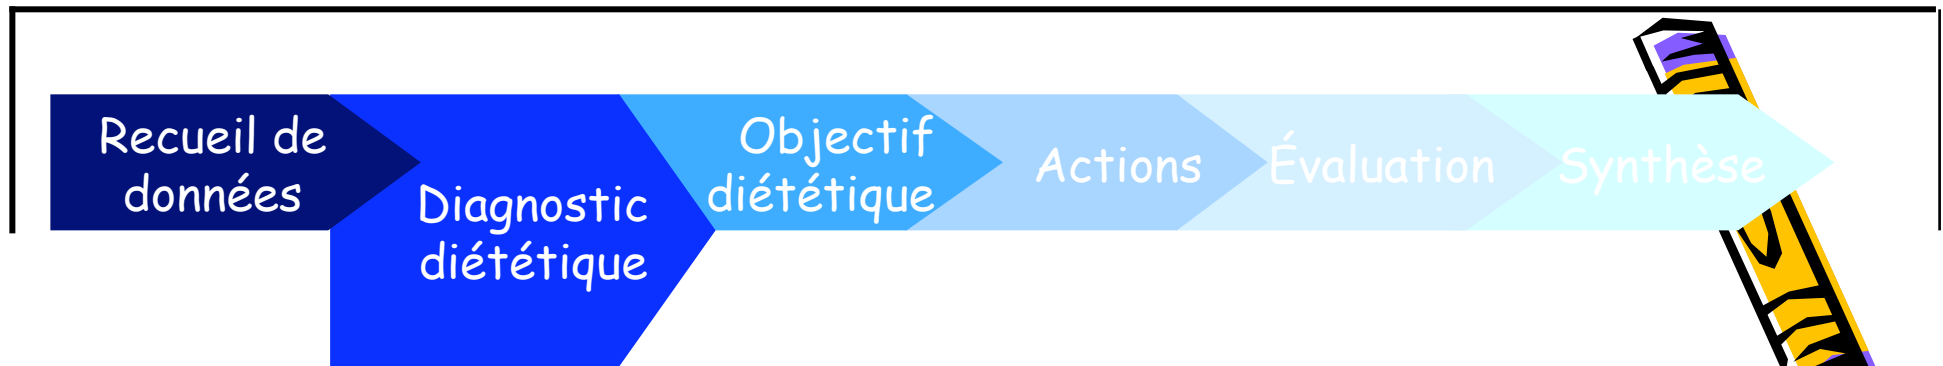 Recueil de
données
Diagnostic
diététique
Objectif
diététique
Actions
Évaluation
Synthèse